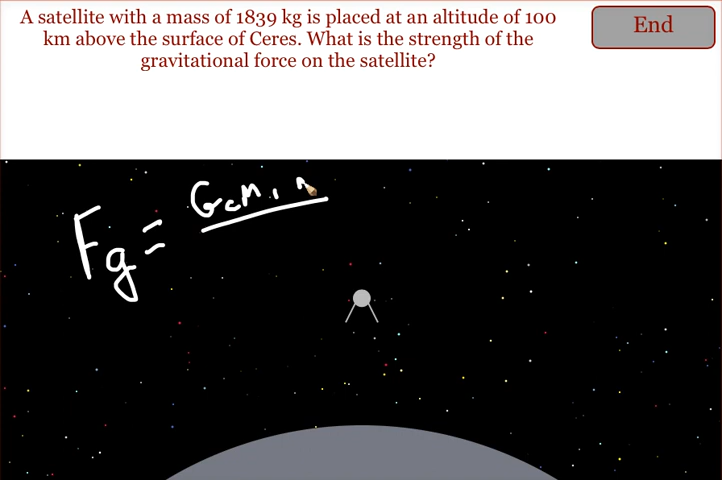 A satellite with a mass of 1839 kg is placed at an altitude of 100
km above the surface of Ceres. What is the strength of the
gravitational force on the satellite?
End
Fg =